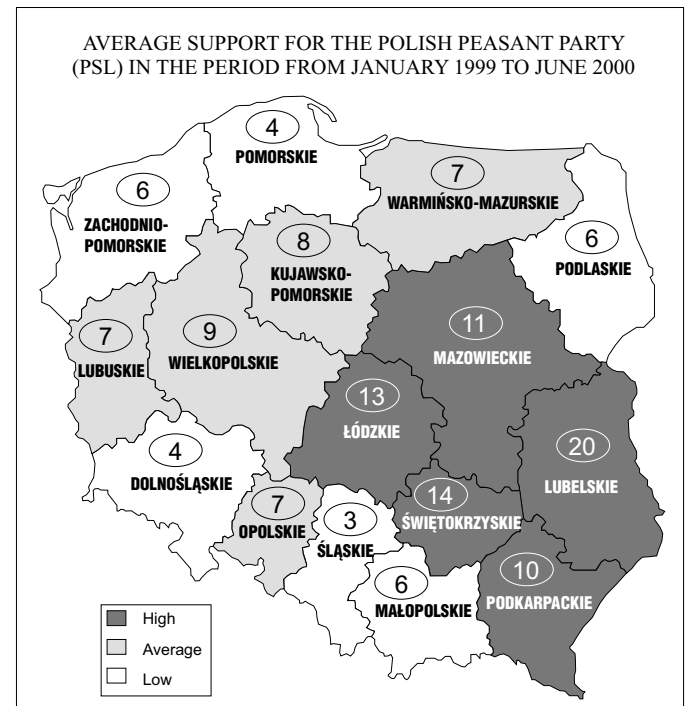 AVERAGE SUPPORT FOR THE POLISH PEASANT PARTY
(PSL) IN THE PERIOD FROM JANUARY 1999 TO JUNE 2000
4
POMORSKIE
7
WARMIŃSKO-MAZURSKIE
6
ZACHODNIO-
POMORSKIE
8
KUJAWSKO-
POMORSKIE
6
PODLASKIE
7
LUBUSKIE
9
WIELKOPOLSKIE
11
MAZOWIECKIE
13
ŁÓDZKIE
20
LUBELSKIE
4
DOLNOŚLĄSKIE
7
OPOLSKIE
3
ŚLĄSKIE
14
ŚWIĘTOKRZYSKIE
6
MAŁOPOLSKIE
10
PODKARPACKIE
High
Average
Low